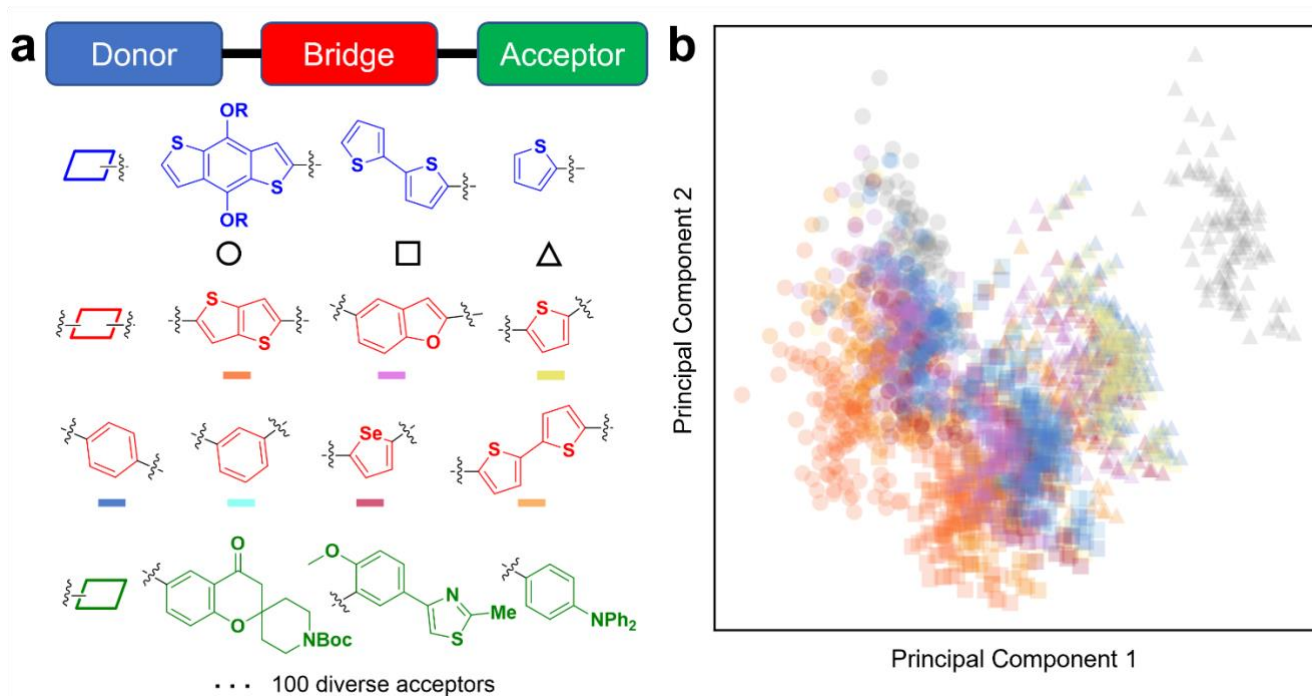 a
Donor
Bridge
Acceptor
OR
S
S
OR
S
S
S
S
S
O
S
Se
S
S
O
O
NBoc
O
N
S
Me
NPh2
... 100 diverse acceptors
b
Principal Component 2
Principal Component 1